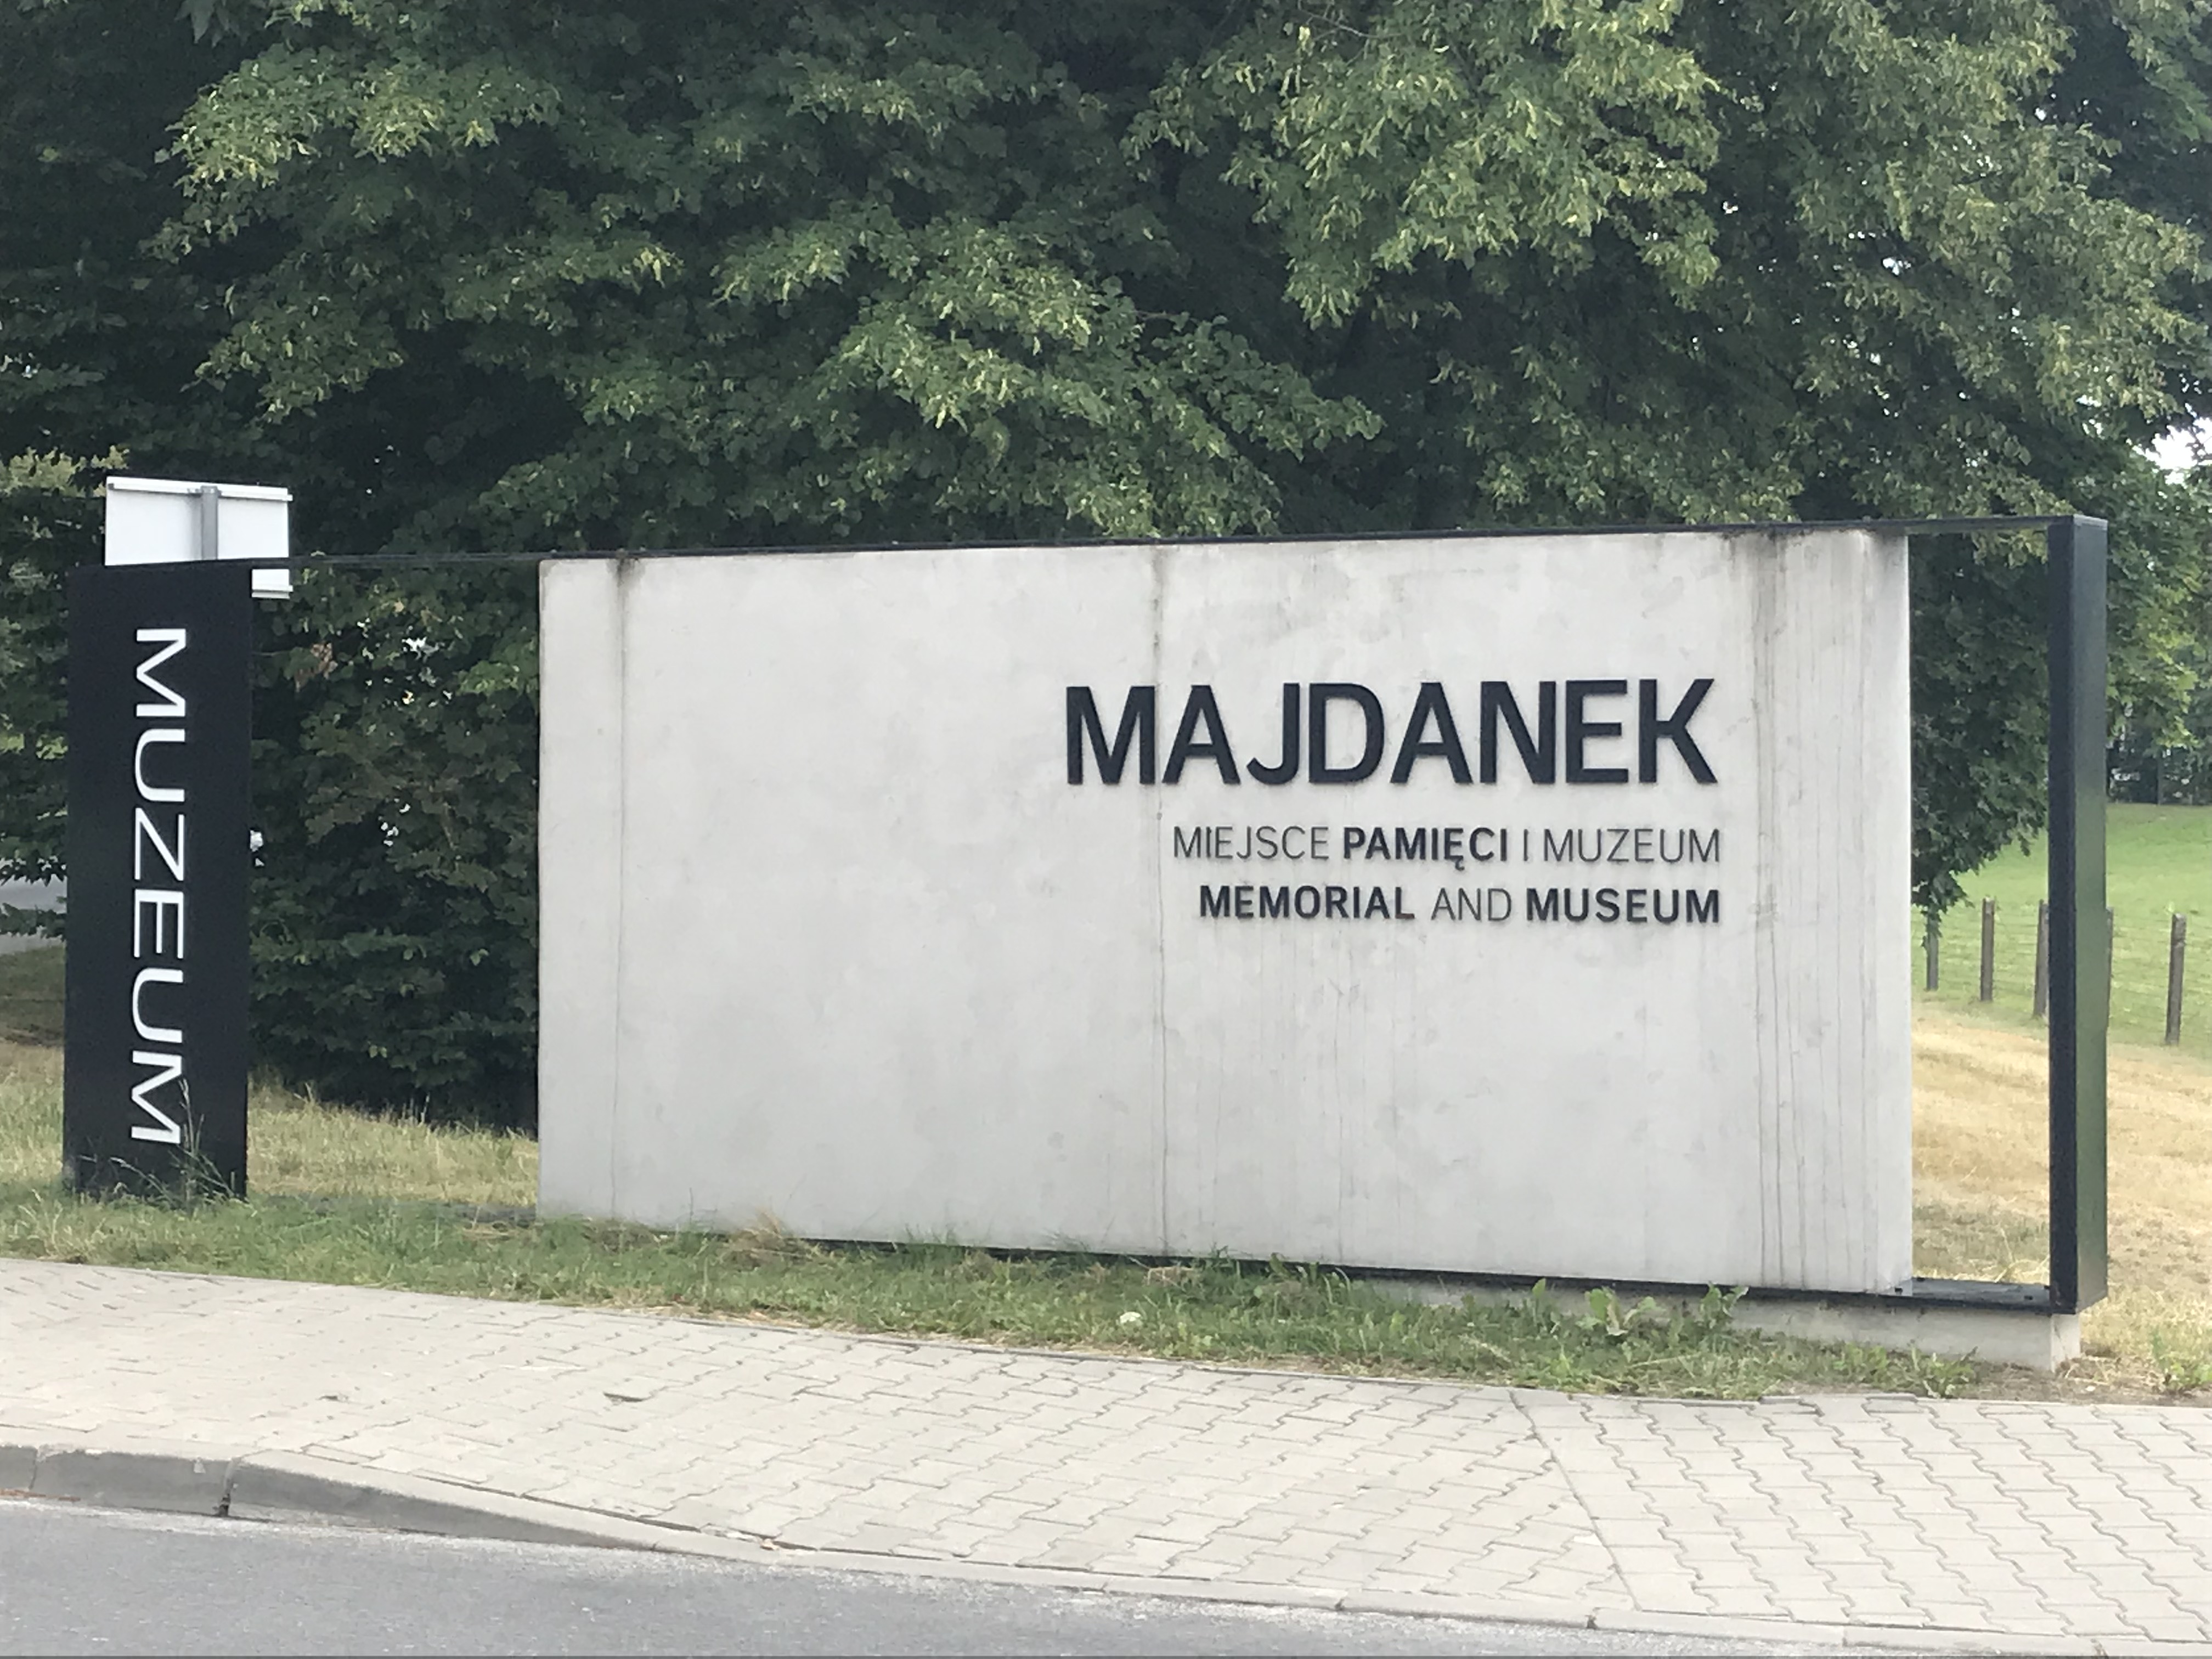 MUZEUM
MAJDANEK
MIEJSCE PAMIĘCI I MUZEUM
MEMORIAL AND MUSEUM